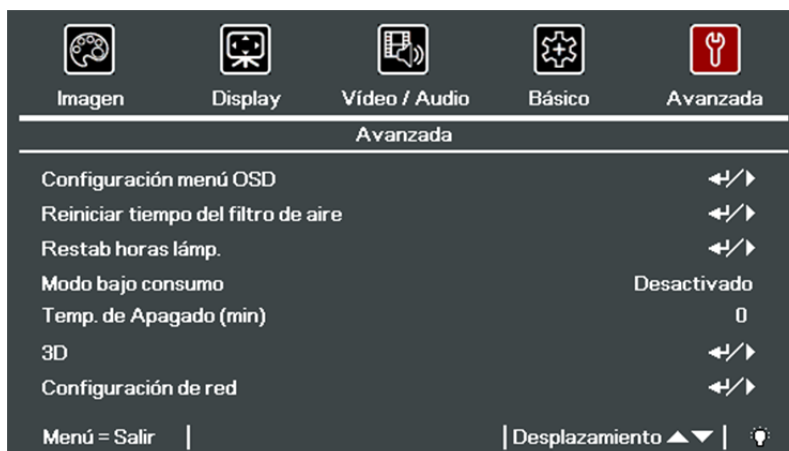 Imagen Display Vídeo / Audio Básico Avanzada
Avanzada
Configuración menú OSD
Reiniciar tiempo del filtro de aire
Restab horas lámp.
Modo bajo consumo Desactivado
Temp. de Apagado (min) 0
3D
Configuración de red
Menú = Salir Desplazamiento ▲▼